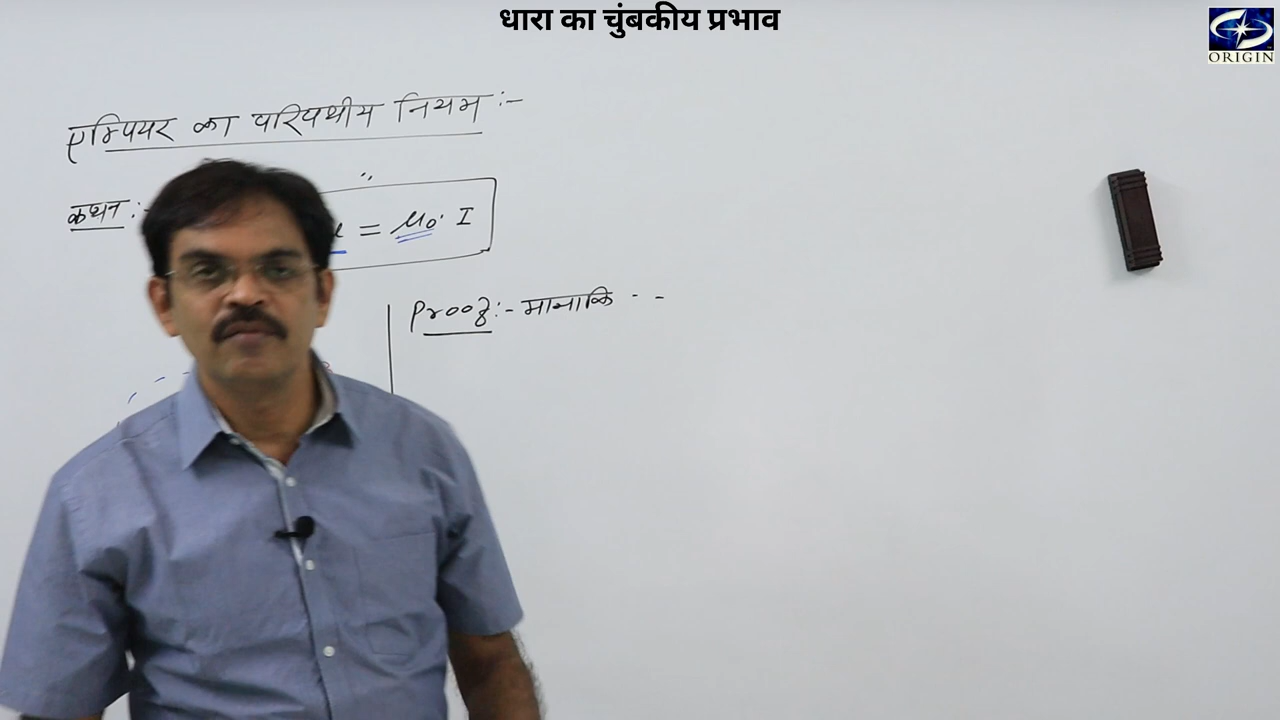 धारा का चुंबकीय प्रभाव
ORIGIN
एम्पियर का परिपथीय नियम :-
कथन :-
= μ₀. I
Proof :- मानाकि - -